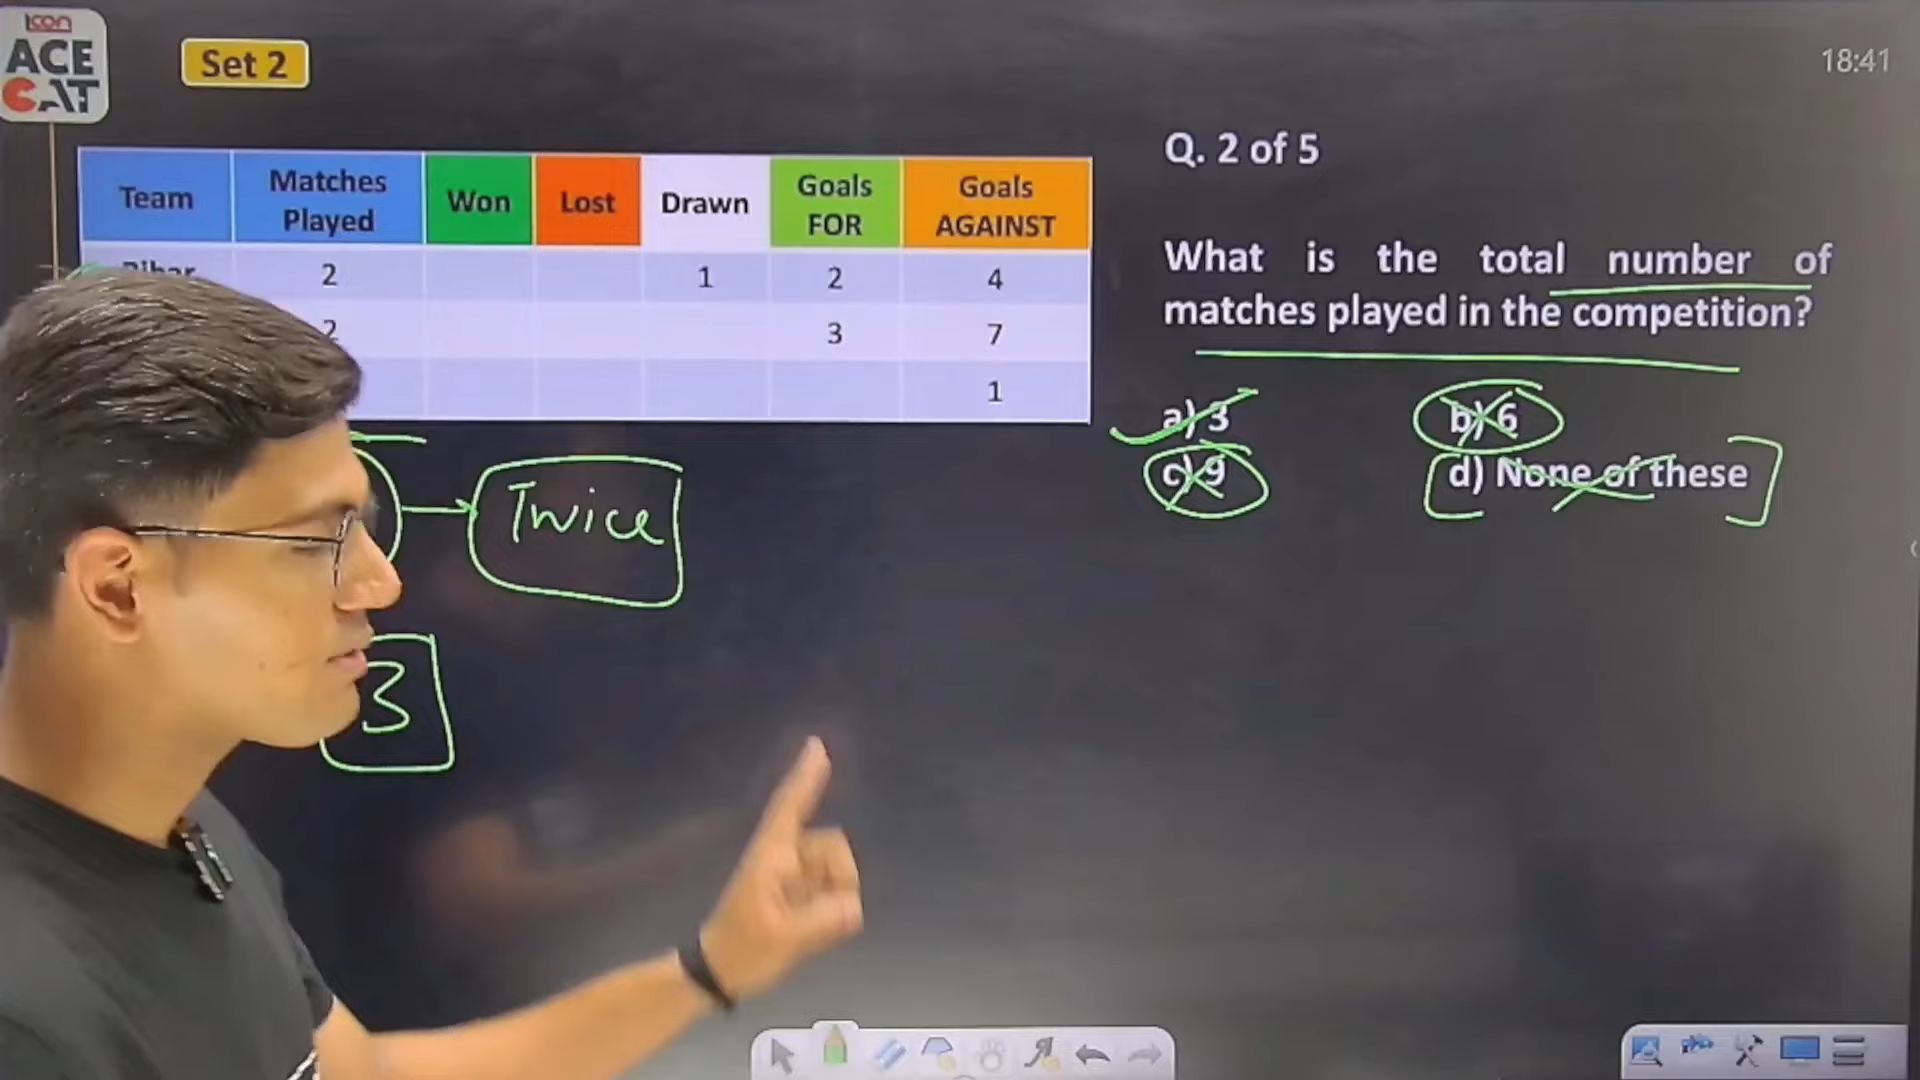 icon
ACE
CAT
Set 2
18:41
Team Matches Played Won Lost Drawn Goals FOR Goals AGAINST
Bihar 2 1 2 4
2 3 7
1
Q. 2 of 5
What is the total number of
matches played in the competition?
a) 3 b) 6
c) 9 d) None of these
Twice
3